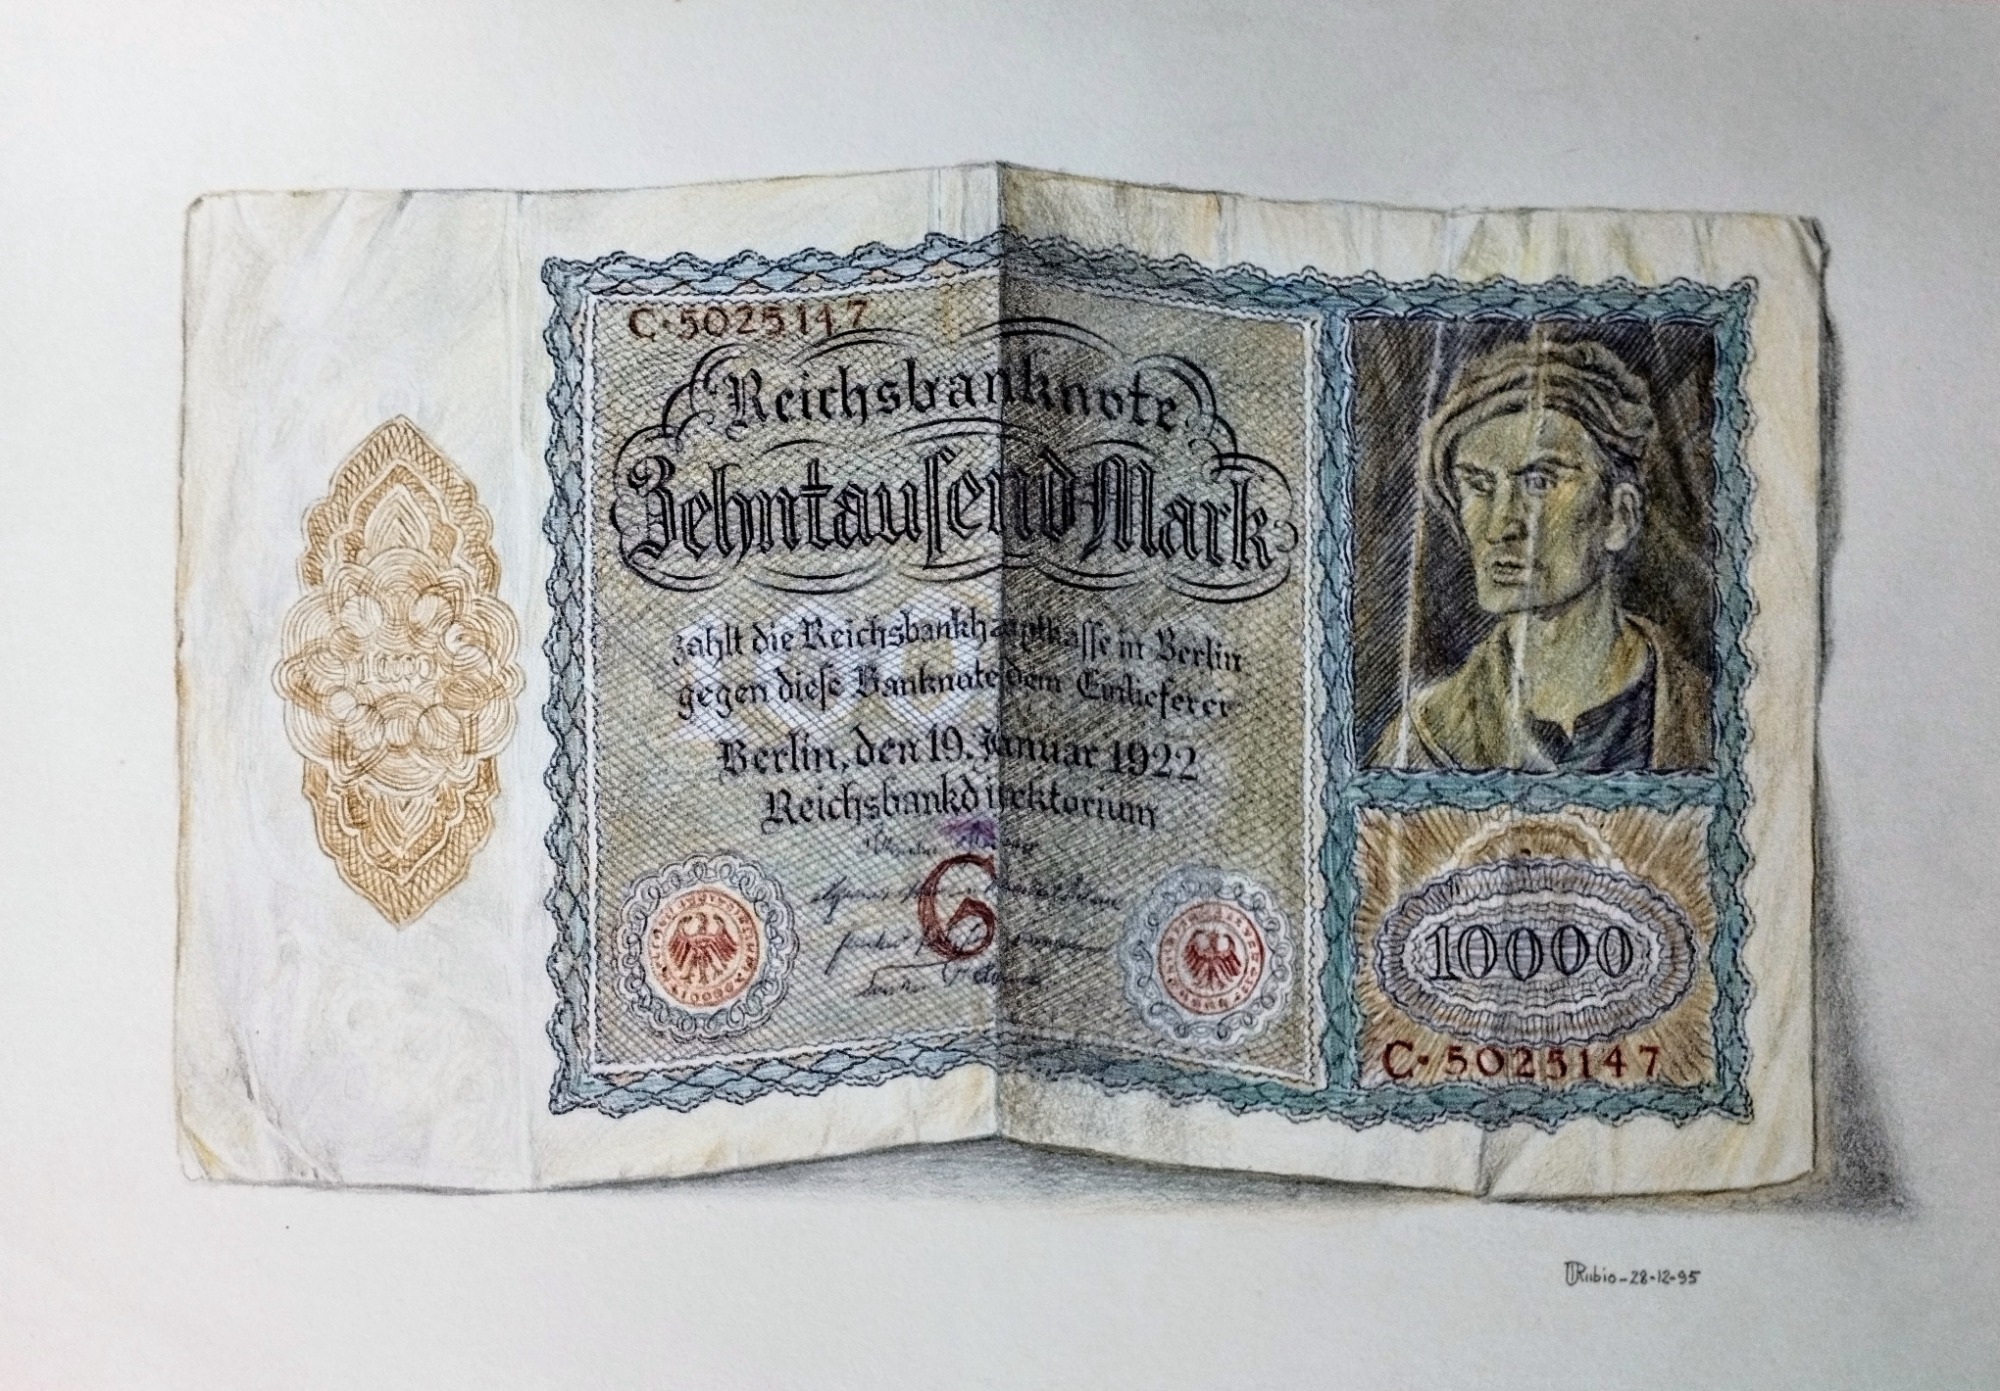 C·5025147
Reichsbanknote
Zehntausend Mark
10000
zahlt die Reichsbankhauptkasse in Berlin
gegen diese Banknote dem Einlieferer
Berlin, den 19. Januar 1922
Reichsbankdirektorium
G
10000
C·5025147
Rubio-28-12-95